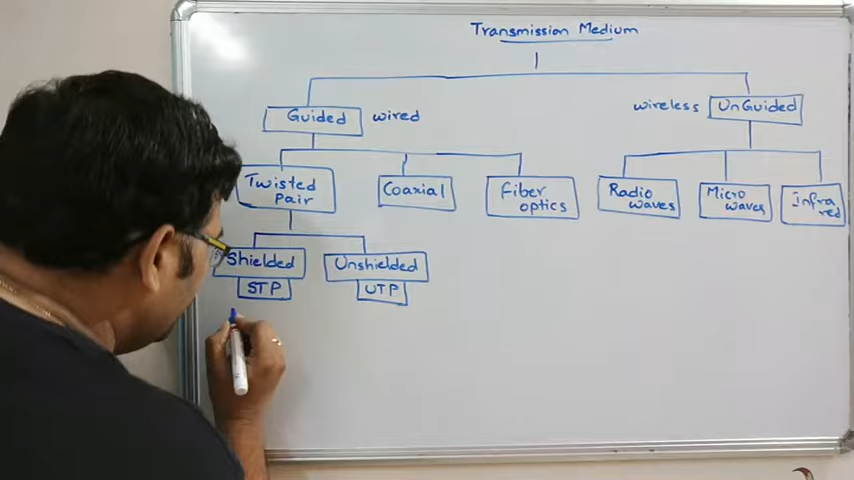 Transmission Medium
Guided wired
wireless UnGuided
Twisted
Pair
Coaxial
Fiber
optics
Radio
waves
Micro
waves
Infra
red
Shielded
STP
Unshielded
UTP